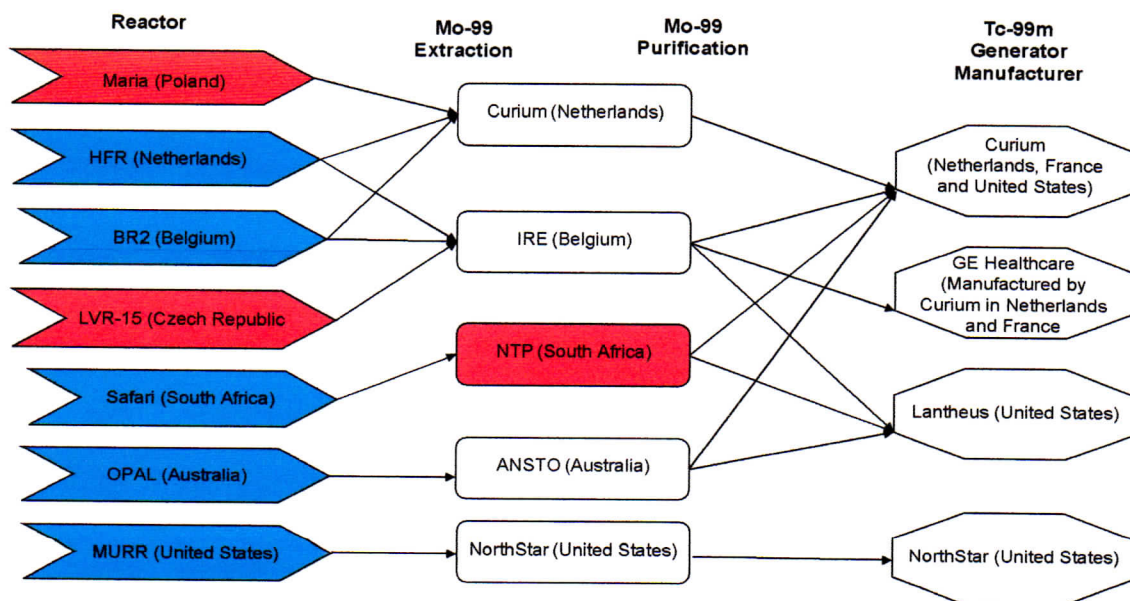 Reactor
Mo-99
Extraction
Mo-99
Purification
Tc-99m
Generator
Manufacturer
Maria (Poland)
HFR (Netherlands)
BR2 (Belgium)
LVR-15 (Czech Republic
Safari (South Africa)
OPAL (Australia)
MURR (United States)
Curium (Netherlands)
IRE (Belgium)
NTP (South Africa)
ANSTO (Australia)
NorthStar (United States)
Curium
(Netherlands, France
and United States)
GE Healthcare
(Manufactured by
Curium in Netherlands
and France
Lantheus (United States)
NorthStar (United States)